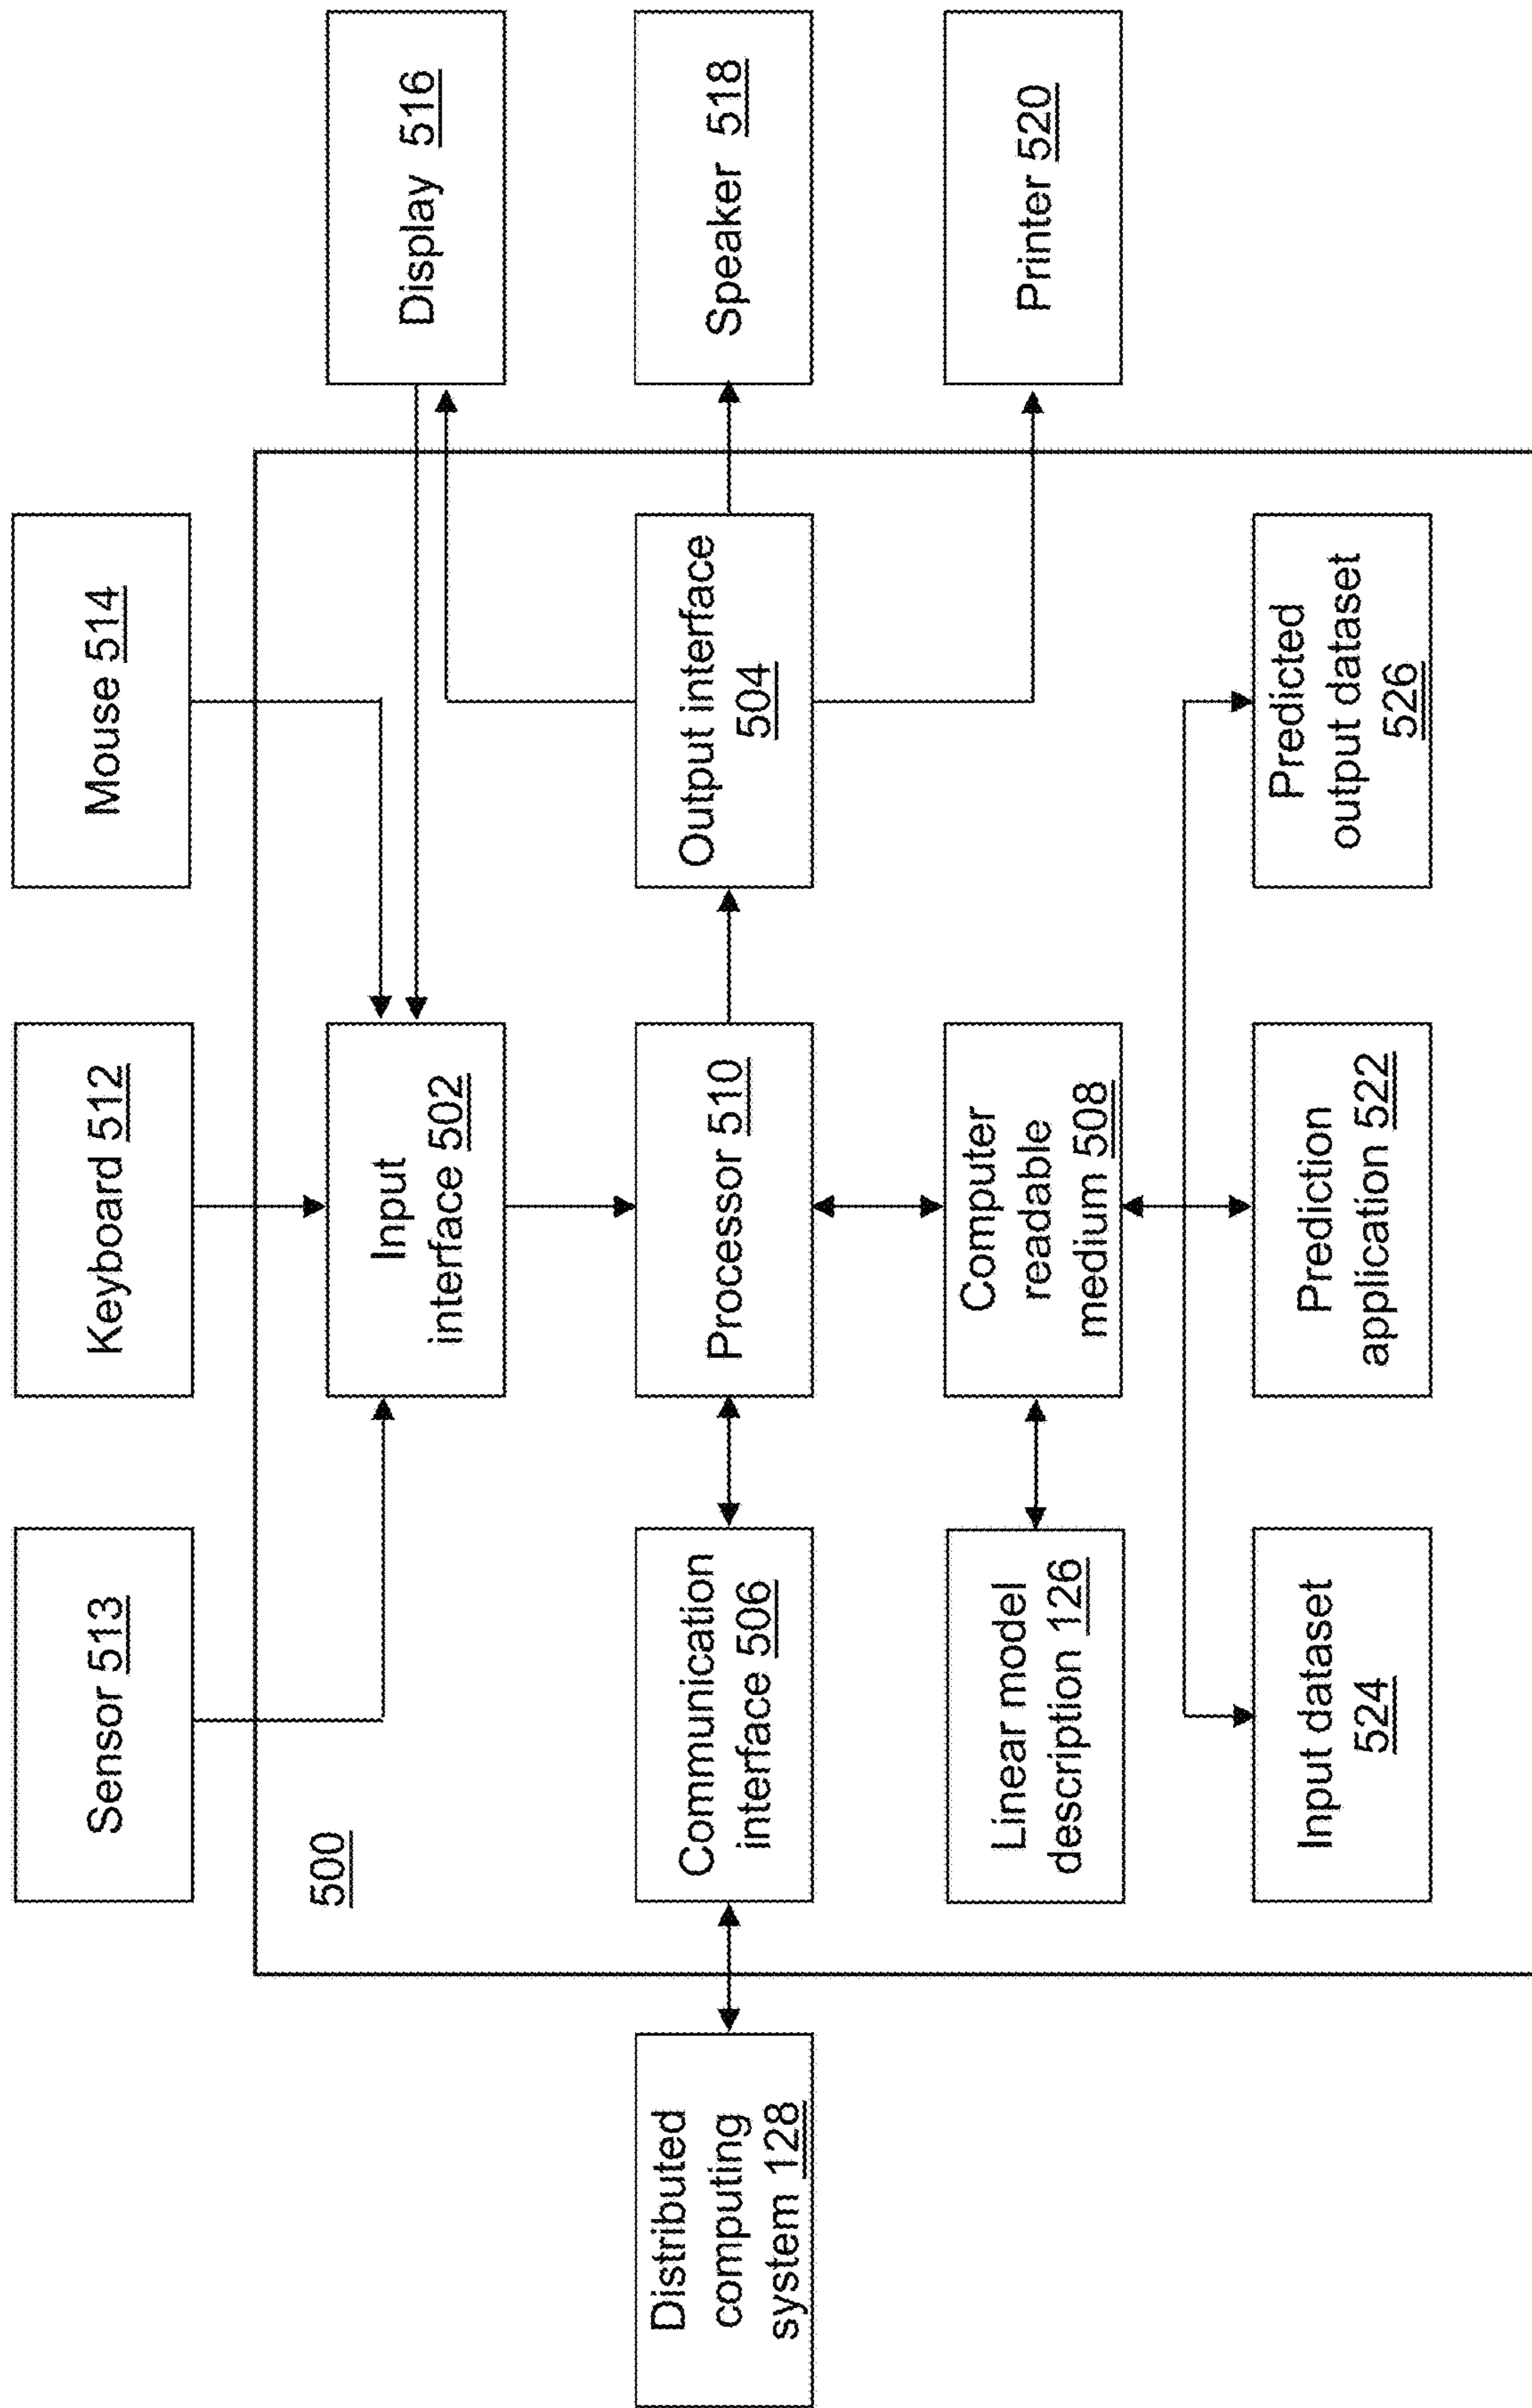 Sensor 513
Keyboard 512
Mouse 514
500
Input
interface 502
Display 516
Distributed
computing
system 128
Communication
interface 506
Processor 510
Output interface
504
Speaker 518
Linear model
description 126
Computer
readable
medium 508
Printer 520
Input dataset
524
Prediction
application 522
Predicted
output dataset
526